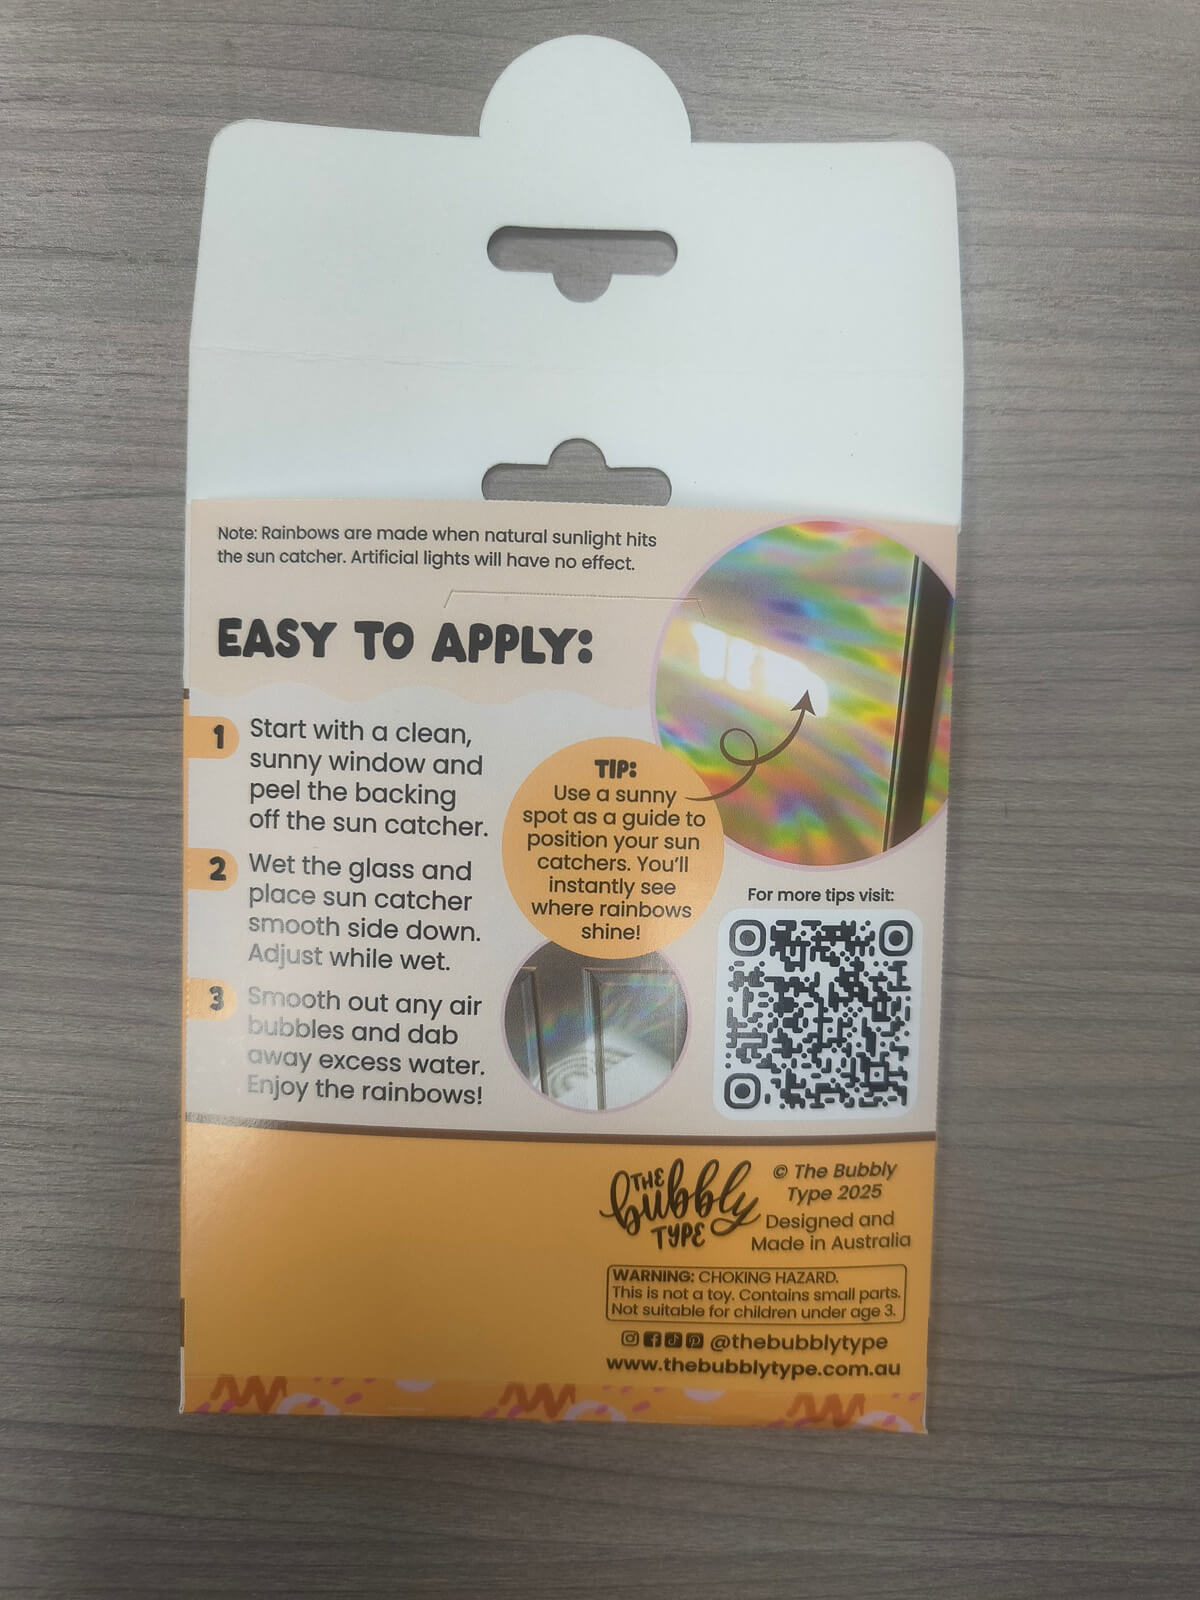 Note: Rainbows are made when natural sunlight hits
the sun catcher. Artificial lights will have no effect.
EASY TO APPLY:
1
Start with a clean,
sunny window and
peel the backing
off the sun catcher.
2
Wet the glass and
place sun catcher
smooth side down.
Adjust while wet.
3
Smooth out any air
bubbles and dab
away excess water.
Enjoy the rainbows!
TIP:
Use a sunny
spot as a guide to
position your sun
catchers. You'll
instantly see
where rainbows
shine!
For more tips visit:
THE
bubbly
TYPE
© The Bubbly
Type 2025
Designed and
Made in Australia
WARNING: CHOKING HAZARD.
This is not a toy. Contains small parts.
Not suitable for children under age 3.
@thebubblytype
www.thebubblytype.com.au